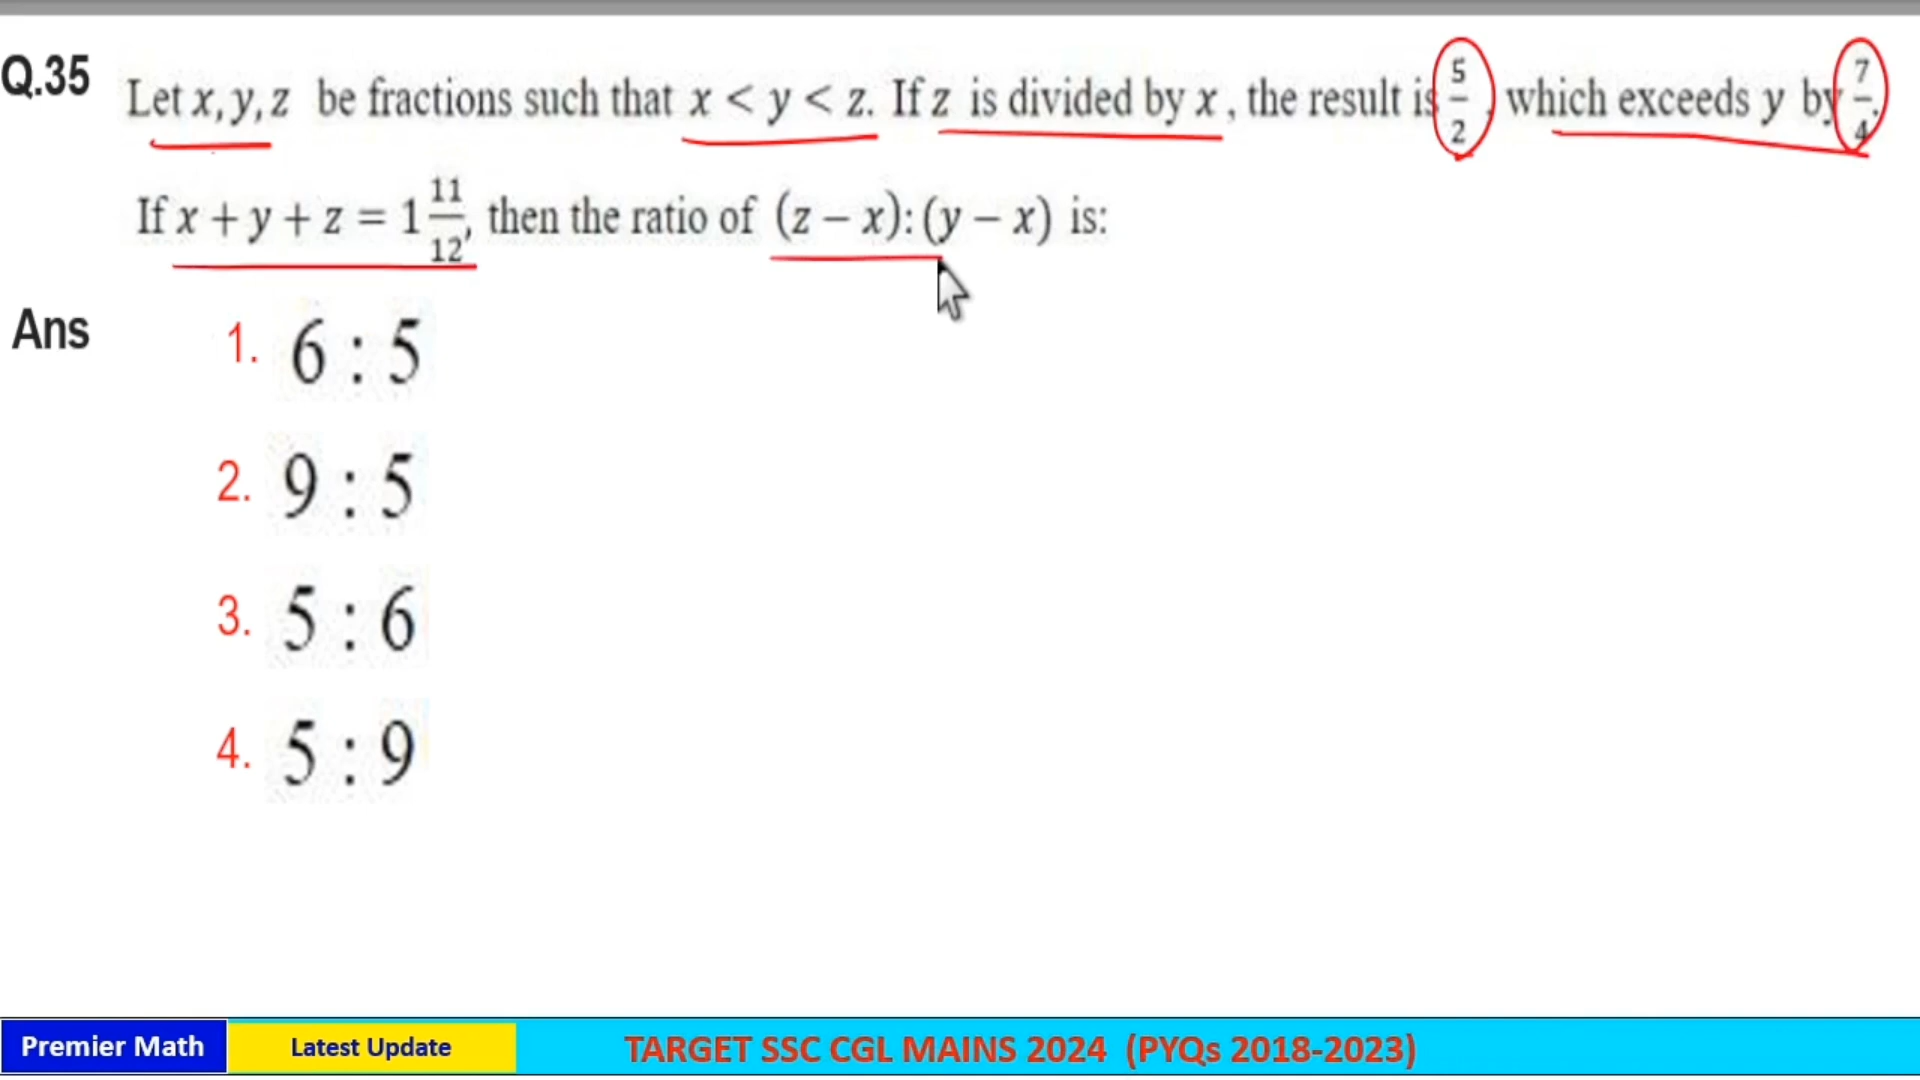 Q.35 Let x, y, z be fractions such that x < y < z. If z is divided by x, the result is 5/2, which exceeds y by 7/4.
If x + y + z = 1 11/12, then the ratio of (z − x):(y − x) is:
Ans 1. 6 : 5
2. 9 : 5
3. 5 : 6
4. 5 : 9
Premier Math Latest Update TARGET SSC CGL MAINS 2024 (PYQs 2018-2023)